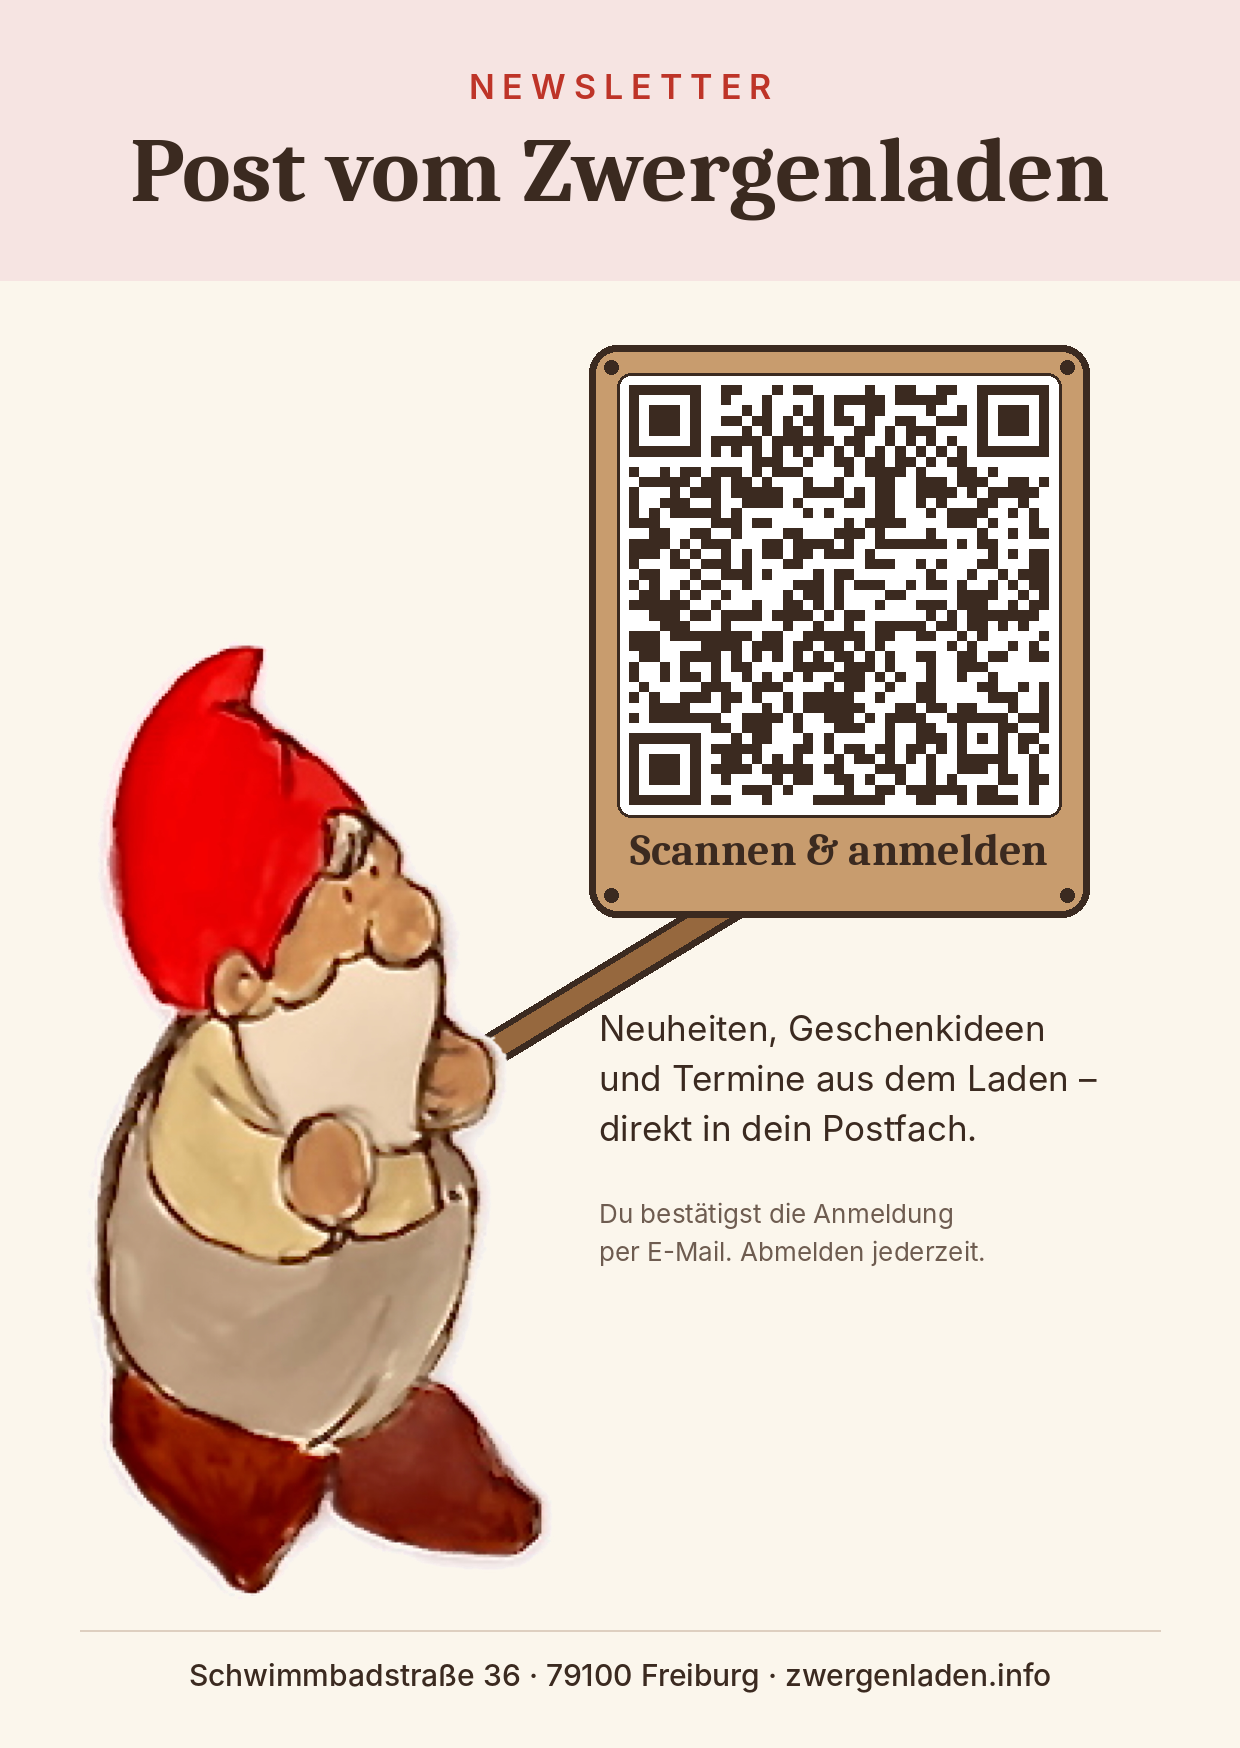 NEWSLETTER
Post vom Zwergenladen
Scannen & anmelden
Neuheiten, Geschenkideen
und Termine aus dem Laden –
direkt in dein Postfach.
Du bestätigst die Anmeldung
per E-Mail. Abmelden jederzeit.
Schwimmbadstraße 36 · 79100 Freiburg · zwergenladen.info